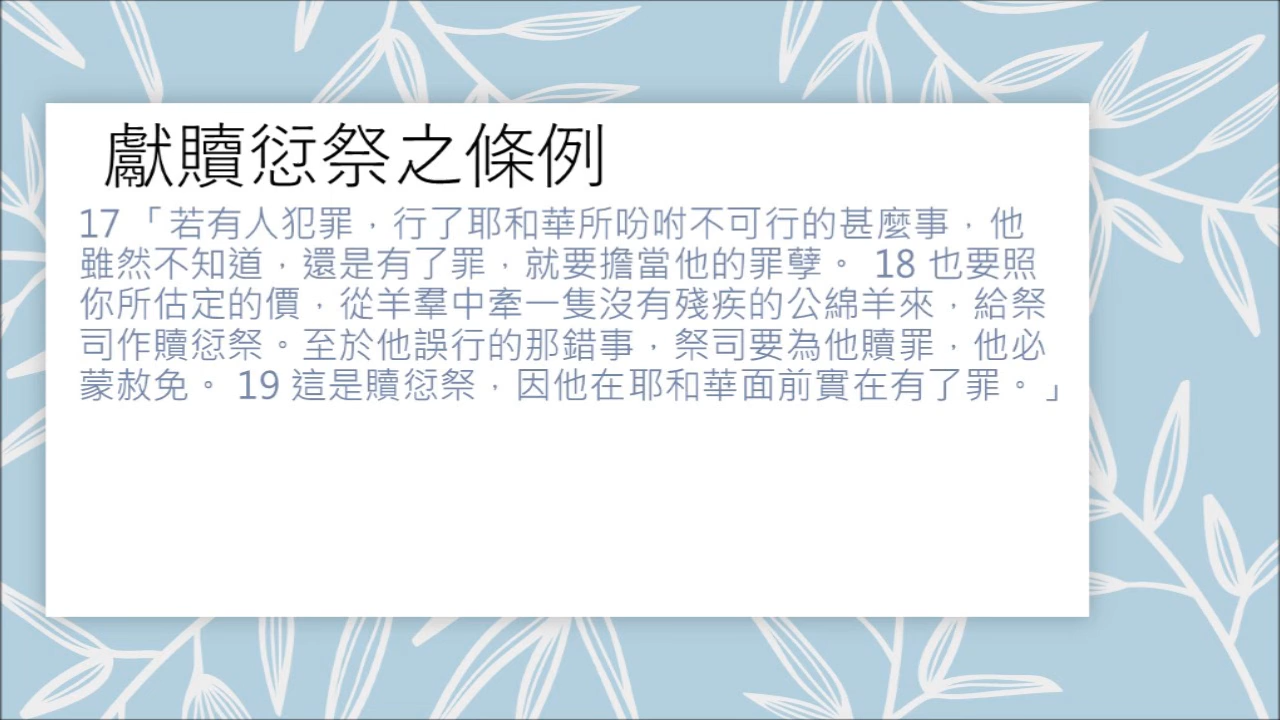 獻贖愆祭之條例
17 「若有人犯罪，行了耶和華所吩咐不可行的甚麼事，他
雖然不知道，還是有了罪，就要擔當他的罪孽。 18 也要照
你所估定的價，從羊羣中牽一隻沒有殘疾的公綿羊來，給祭
司作贖愆祭。至於他誤行的那錯事，祭司要為他贖罪，他必
蒙赦免。 19 這是贖愆祭，因他在耶和華面前實在有了罪。」